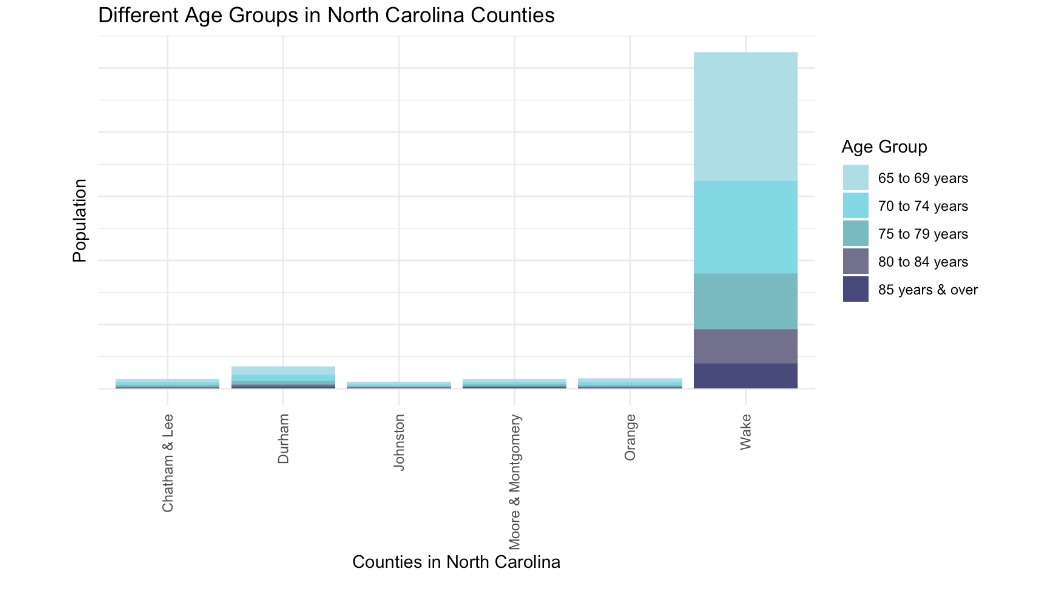 Different Age Groups in North Carolina Counties
Population
Age Group
65 to 69 years
70 to 74 years
75 to 79 years
80 to 84 years
85 years & over
Chatham & Lee
Durham
Johnston
Moore & Montgomery
Orange
Wake
Counties in North Carolina